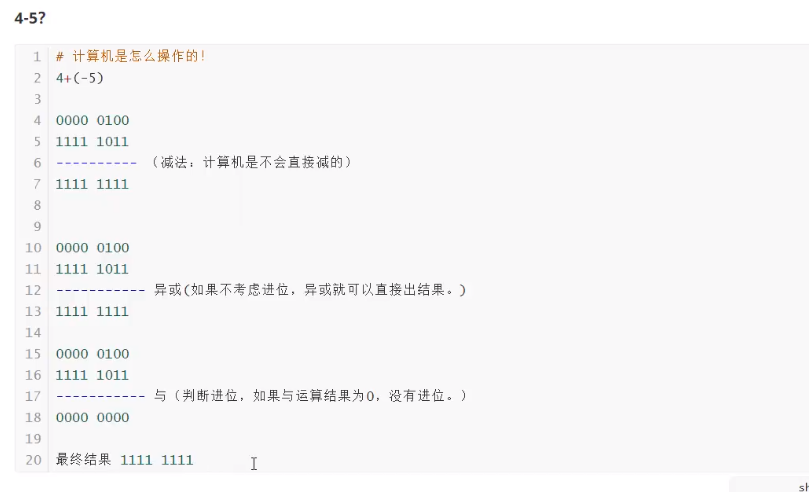 4-5?
1 # 计算机是怎么操作的！
2 4+(-5)
3
4 0000 0100
5 1111 1011
6 ---------- （减法：计算机是不会直接减的）
7 1111 1111
8
9
10 0000 0100
11 1111 1011
12 ----------- 异或(如果不考虑进位，异或就可以直接出结果。)
13 1111 1111
14
15 0000 0100
16 1111 1011
17 ----------- 与（判断进位，如果与运算结果为0，没有进位。）
18 0000 0000
19
20 最终结果 1111 1111
sh